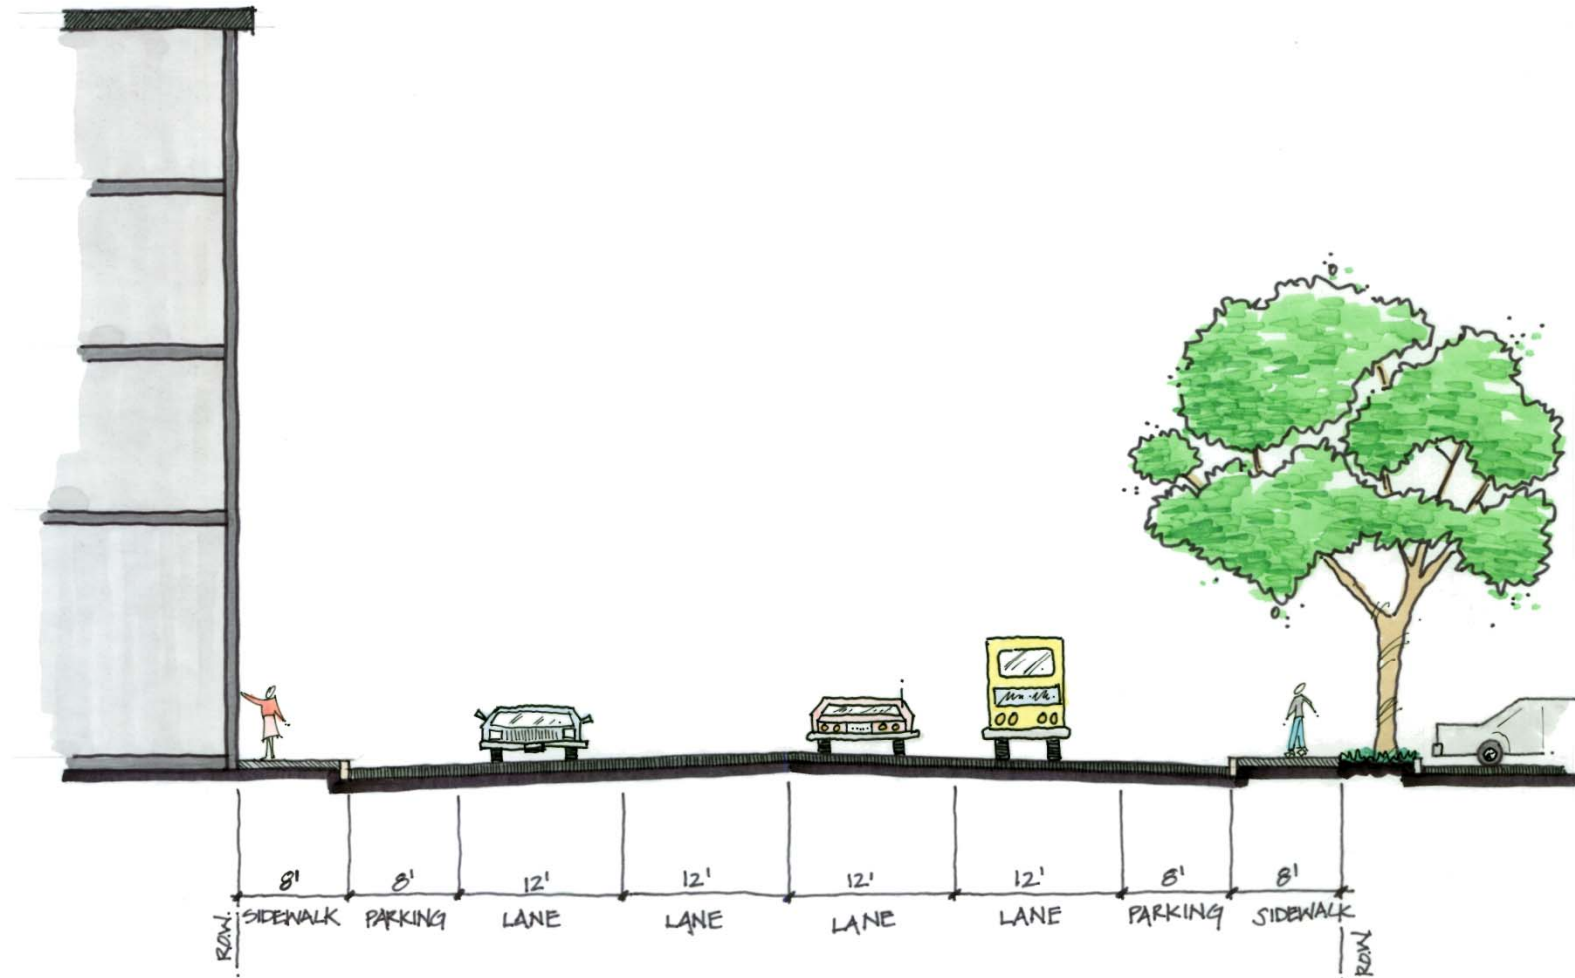 8' 8' 12' 12' 12' 12' 8' 8'
SIDEWALK PARKING LANE LANE LANE LANE PARKING SIDEWALK
R.O.W. R.O.W.